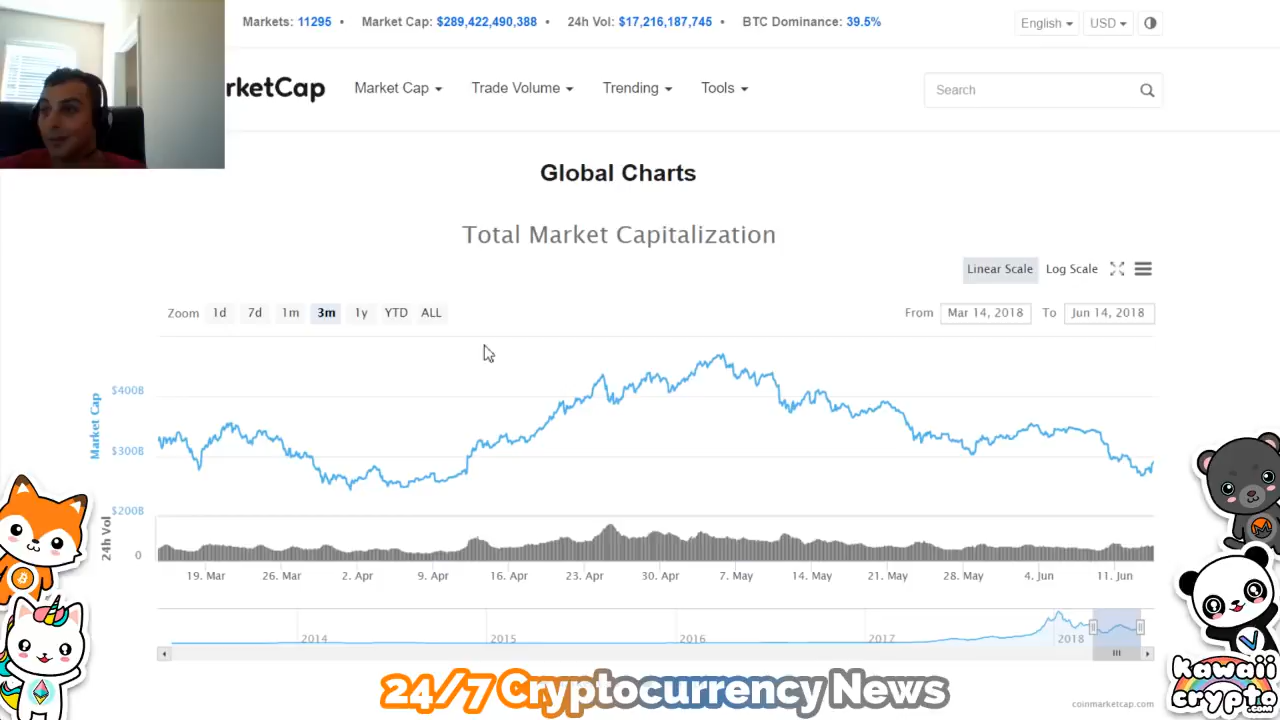 Markets: 11295 • Market Cap: $289,422,490,388 • 24h Vol: $17,216,187,745 • BTC Dominance: 39.5%
English USD
rketCap Market Cap Trade Volume Trending Tools Search
Global Charts
Total Market Capitalization
Linear Scale Log Scale
Zoom 1d 7d 1m 3m 1y YTD ALL From Mar 14, 2018 To Jun 14, 2018
Market Cap
$400B
$300B
$200B
24h Vol
0
19. Mar 26. Mar 2. Apr 9. Apr 16. Apr 23. Apr 30. Apr 7. May 14. May 21. May 28. May 4. Jun 11. Jun
2014 2015 2016 2017 2018
24/7 Cryptocurrency News
coinmarketcap.com
kawaii
crypto
.com